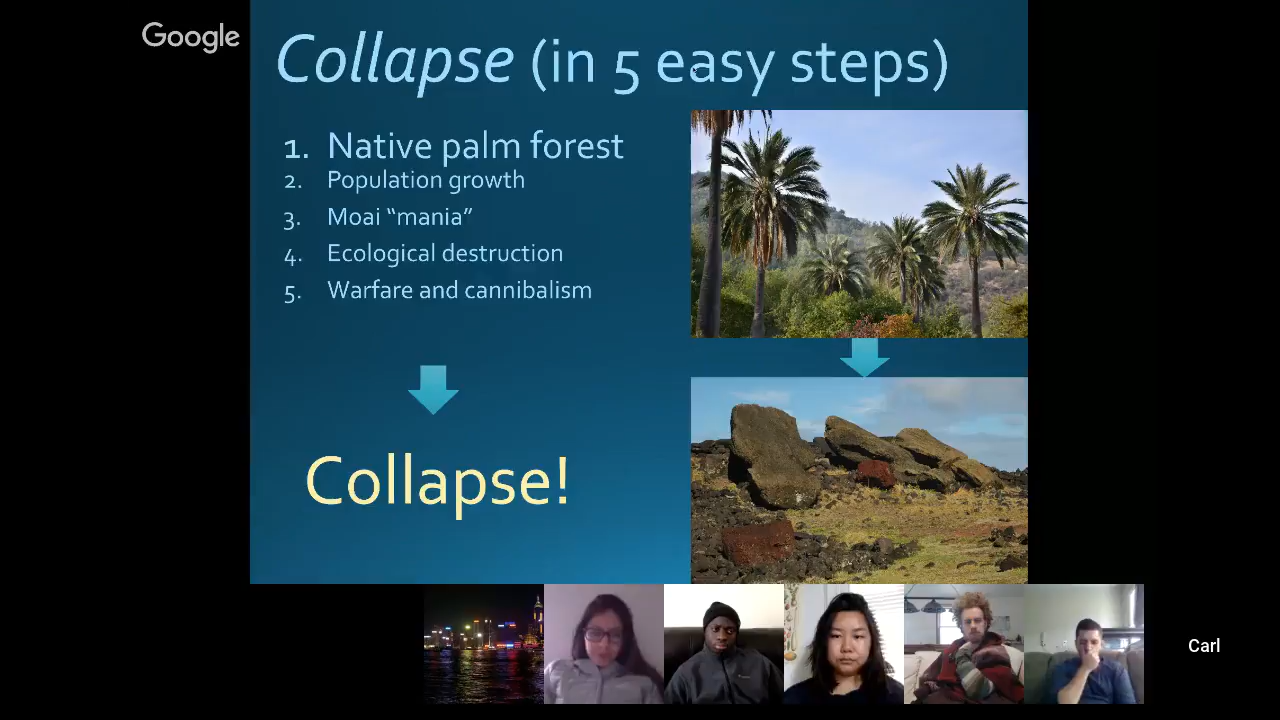 Google
Collapse (in 5 easy steps)
1. Native palm forest
2. Population growth
3. Moai “mania”
4. Ecological destruction
5. Warfare and cannibalism
Collapse!
Carl